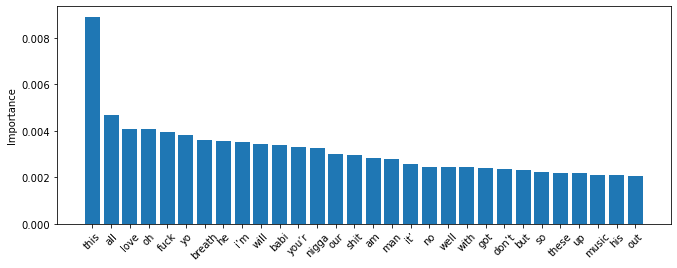 0.008
0.006
0.004
0.002
0.000
Importance
this all love oh fuck yo breath he i'm will babi you'r nigga our shit am man it' no well with got don't but so these up music his out